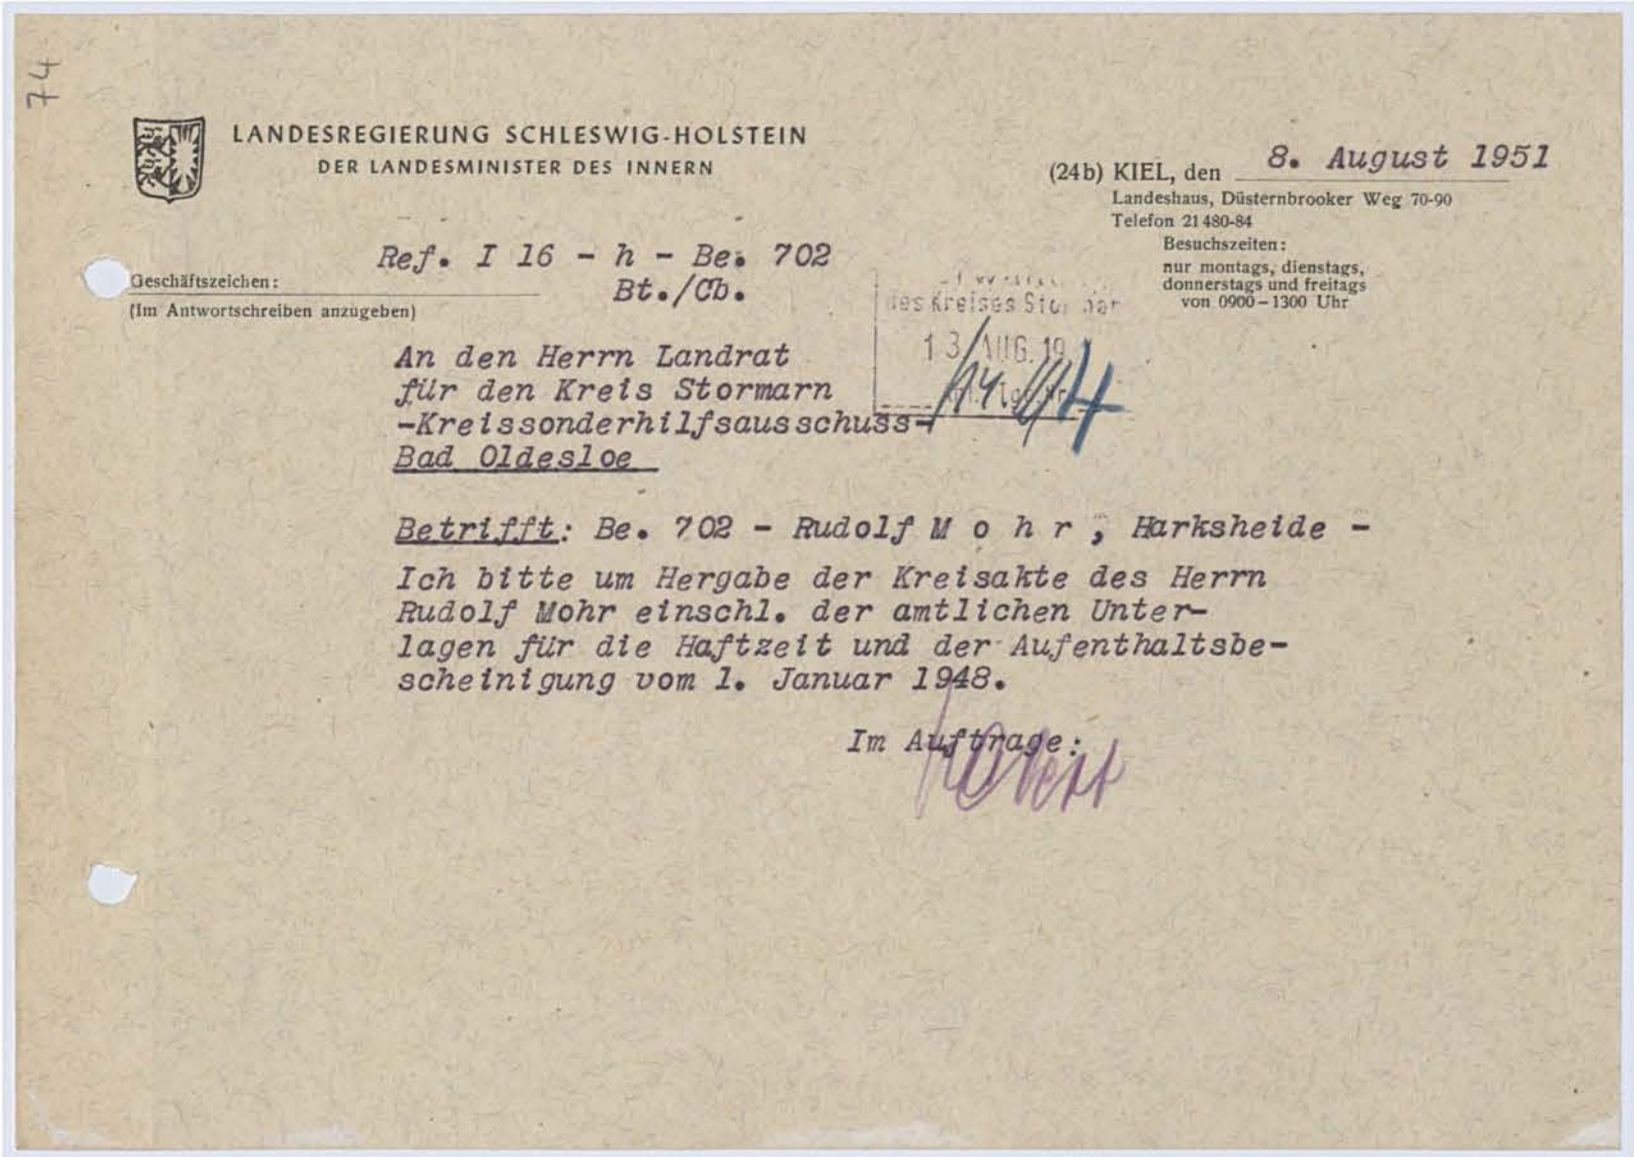 74
LANDESREGIERUNG SCHLESWIG-HOLSTEIN
DER LANDESMINISTER DES INNERN
(24b) KIEL, den 8. August 1951
Landeshaus, Düsternbrooker Weg 70-90
Telefon 21 480-84
Besuchszeiten:
nur montags, dienstags,
donnerstags und freitags
von 0900-1300 Uhr
Ref. I 16 - h - Be. 702
Geschäftszeichen:
Bt./Cb.
(Im Antwortschreiben anzugeben)
des Kreises Stormarn
13. AUG. 19
An den Herrn Landrat
für den Kreis Stormarn
-Kreissonderhilfsausschuss-
Bad Oldesloe
Betrifft: Be. 702 - Rudolf M o h r , Harksheide -
Ich bitte um Hergabe der Kreisakte des Herrn
Rudolf Mohr einschl. der amtlichen Unter-
lagen für die Haftzeit und der Aufenthaltsbe-
scheinigung vom 1. Januar 1948.
Im Auftrage: